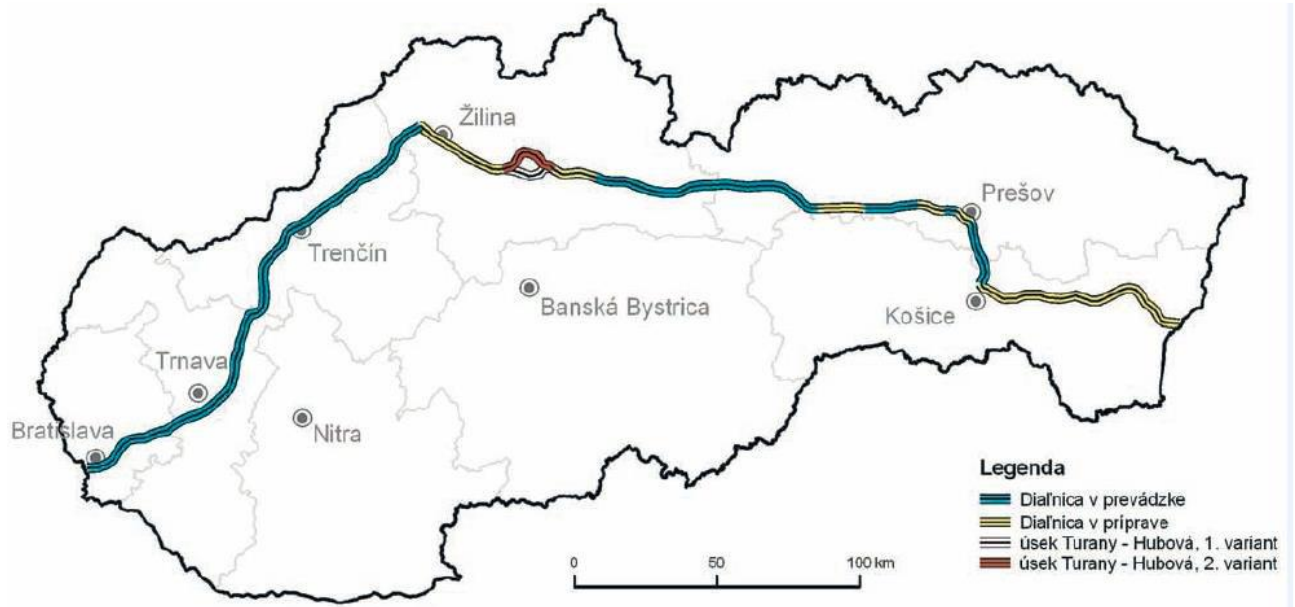 Žilina
Prešov
Trenčín
Banská Bystrica
Košice
Trnava
Bratislava
Nitra
Legenda
Diaľnica v prevádzke
Diaľnica v príprave
úsek Turany - Hubová, 1. variant
úsek Turany - Hubová, 2. variant
0 50 100 km